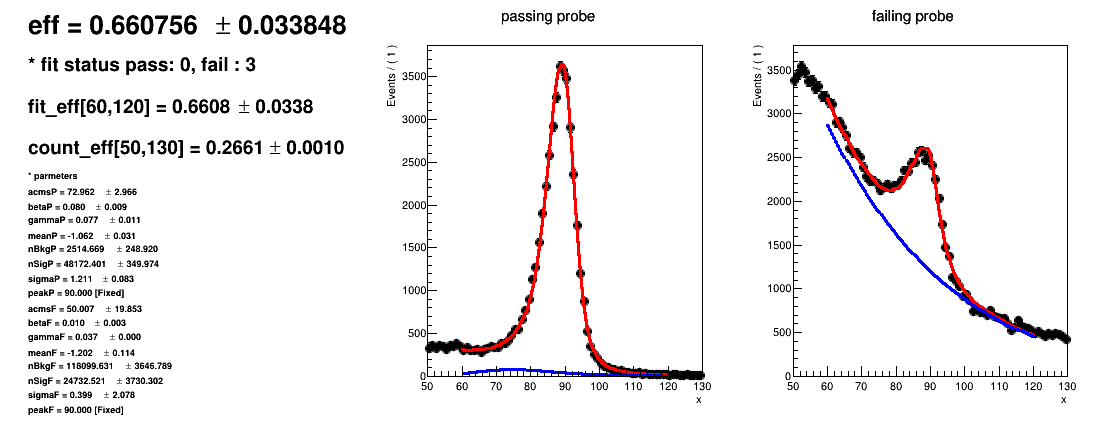 eff = 0.660756 ± 0.033848
* fit status pass: 0, fail : 3
fit_eff[60,120] = 0.6608 ± 0.0338
count_eff[50,130] = 0.2661 ± 0.0010
* parmeters
acmsP = 72.962 ± 2.966
betaP = 0.080 ± 0.009
gammaP = 0.077 ± 0.011
meanP = -1.062 ± 0.031
nBkgP = 2514.669 ± 248.920
nSigP = 48172.401 ± 349.974
sigmaP = 1.211 ± 0.083
peakP = 90.000 [Fixed]
acmsF = 50.007 ± 19.853
betaF = 0.010 ± 0.003
gammaF = 0.037 ± 0.000
meanF = -1.202 ± 0.114
nBkgF = 118099.631 ± 3646.789
nSigF = 24732.521 ± 3730.302
sigmaF = 0.399 ± 2.078
peakF = 90.000 [Fixed]
passing probe
Events / ( 1 )
3500
3000
2500
2000
1500
1000
500
0
50 60 70 80 90 100 110 120 130
x
failing probe
Events / ( 1 )
3500
3000
2500
2000
1500
1000
500
0
50 60 70 80 90 100 110 120 130
x